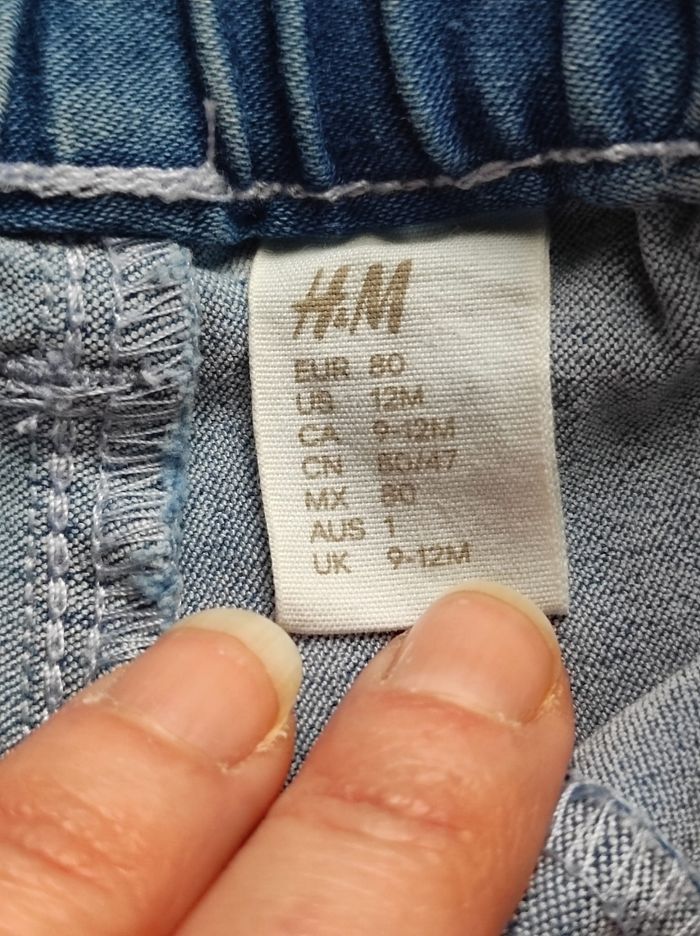 H&M
EUR 80
US 12M
CA 9-12M
CN 80/47
MX 80
AUS 1
UK 9-12M